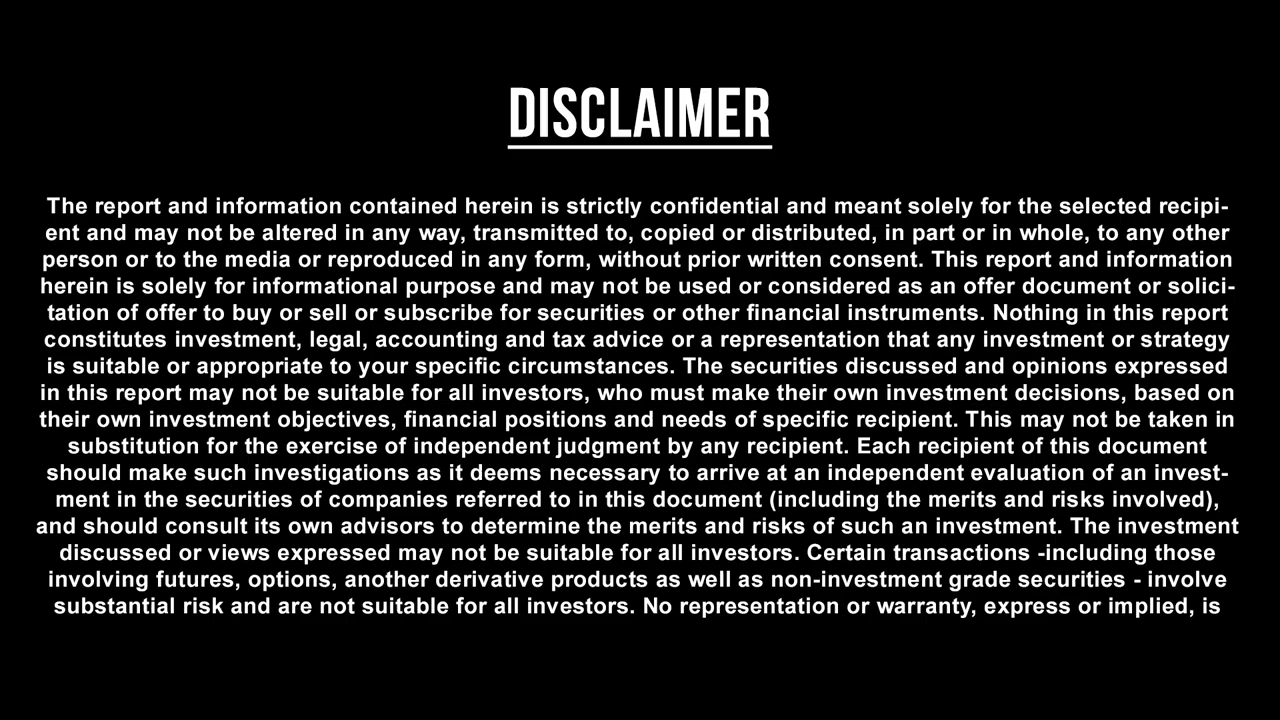 DISCLAIMER
The report and information contained herein is strictly confidential and meant solely for the selected recipi-
ent and may not be altered in any way, transmitted to, copied or distributed, in part or in whole, to any other
person or to the media or reproduced in any form, without prior written consent. This report and information
herein is solely for informational purpose and may not be used or considered as an offer document or solici-
tation of offer to buy or sell or subscribe for securities or other financial instruments. Nothing in this report
constitutes investment, legal, accounting and tax advice or a representation that any investment or strategy
is suitable or appropriate to your specific circumstances. The securities discussed and opinions expressed
in this report may not be suitable for all investors, who must make their own investment decisions, based on
their own investment objectives, financial positions and needs of specific recipient. This may not be taken in
substitution for the exercise of independent judgment by any recipient. Each recipient of this document
should make such investigations as it deems necessary to arrive at an independent evaluation of an invest-
ment in the securities of companies referred to in this document (including the merits and risks involved),
and should consult its own advisors to determine the merits and risks of such an investment. The investment
discussed or views expressed may not be suitable for all investors. Certain transactions -including those
involving futures, options, another derivative products as well as non-investment grade securities - involve
substantial risk and are not suitable for all investors. No representation or warranty, express or implied, is